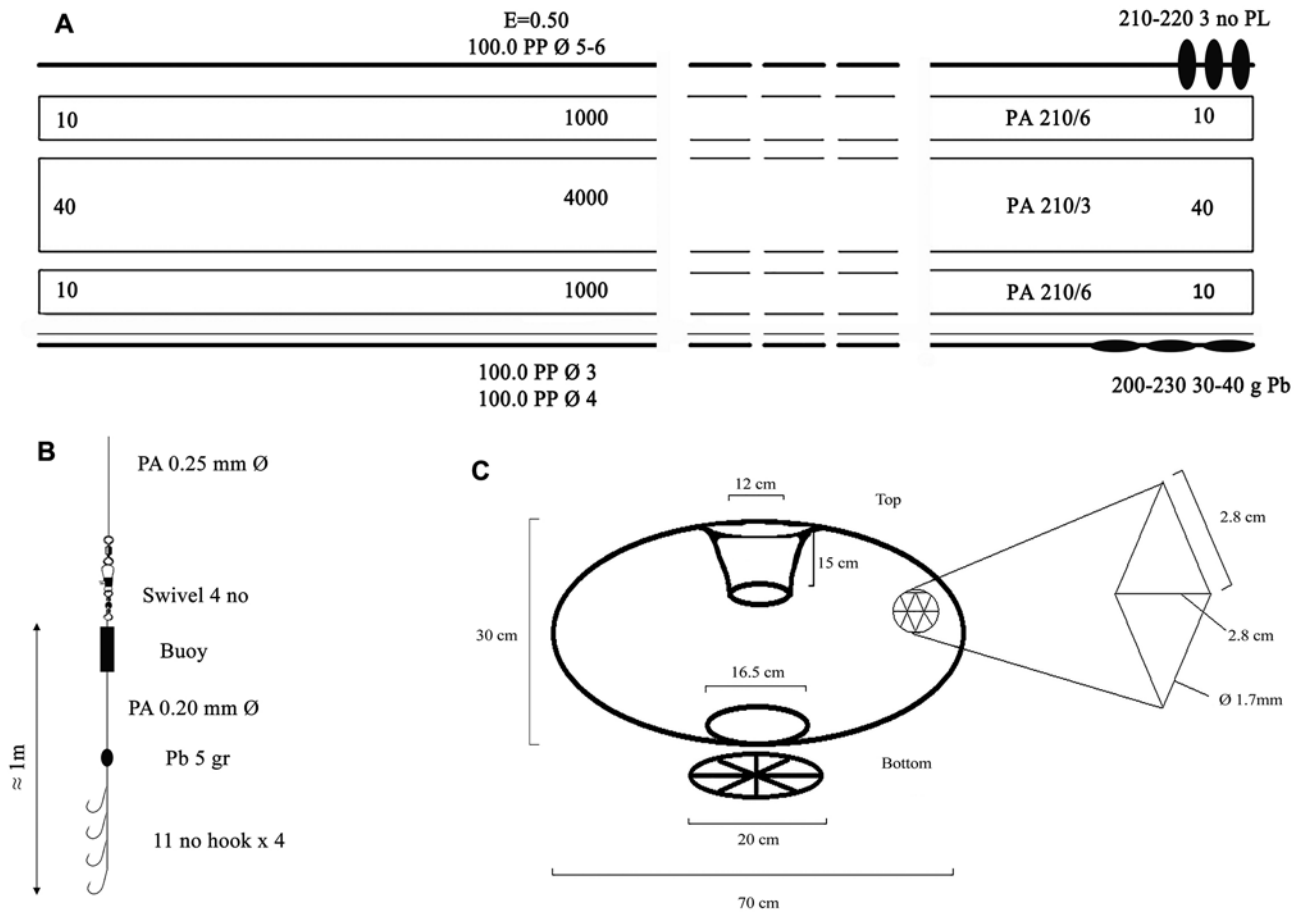 A
E=0.50
100.0 PP Ø 5-6
210-220 3 no PL
10
1000
PA 210/6
10
40
4000
PA 210/3
40
10
1000
PA 210/6
10
100.0 PP Ø 3
100.0 PP Ø 4
200-230 30-40 g Pb
B
PA 0.25 mm Ø
Swivel 4 no
Buoy
PA 0.20 mm Ø
Pb 5 gr
11 no hook x 4
≈ 1m
C
12 cm
Top
15 cm
30 cm
16.5 cm
Bottom
20 cm
70 cm
2.8 cm
2.8 cm
Ø 1.7mm